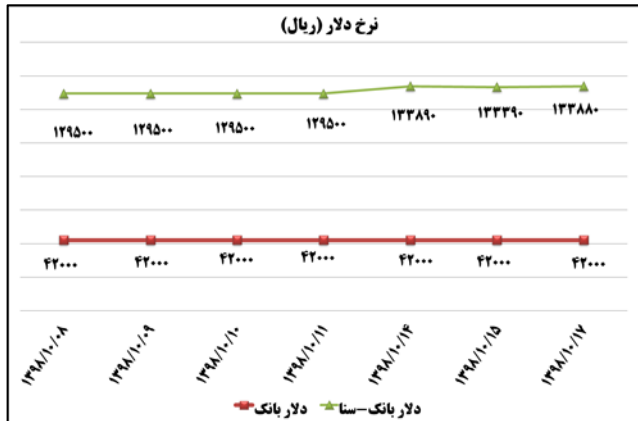 نرخ دلار (ریال)
۱۲۹۵۰۰ ۱۲۹۵۰۰ ۱۲۹۵۰۰ ۱۲۹۵۰۰ ۱۳۳۸۹۰ ۱۳۳۳۹۰ ۱۳۳۸۸۰
۴۲۰۰۰ ۴۲۰۰۰ ۴۲۰۰۰ ۴۲۰۰۰ ۴۲۰۰۰ ۴۲۰۰۰ ۴۲۰۰۰
۱۳۹۸/۱۰/۰۸ ۱۳۹۸/۱۰/۰۹ ۱۳۹۸/۱۰/۱۰ ۱۳۹۸/۱۰/۱۱ ۱۳۹۸/۱۰/۱۴ ۱۳۹۸/۱۰/۱۵ ۱۳۹۸/۱۰/۱۷
دلار بانک-سنا دلار بانک